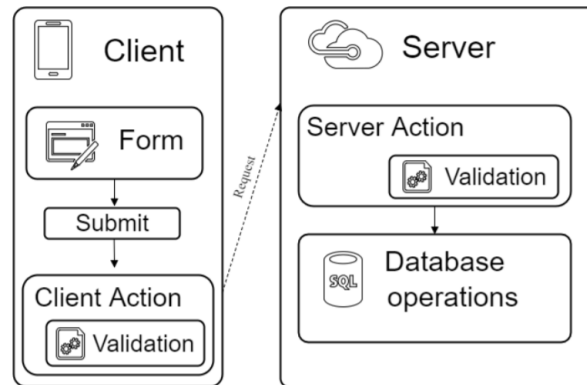 Client
Form
Submit
Client Action
Validation
Request
Server
Server Action
Validation
SQL
Database
operations